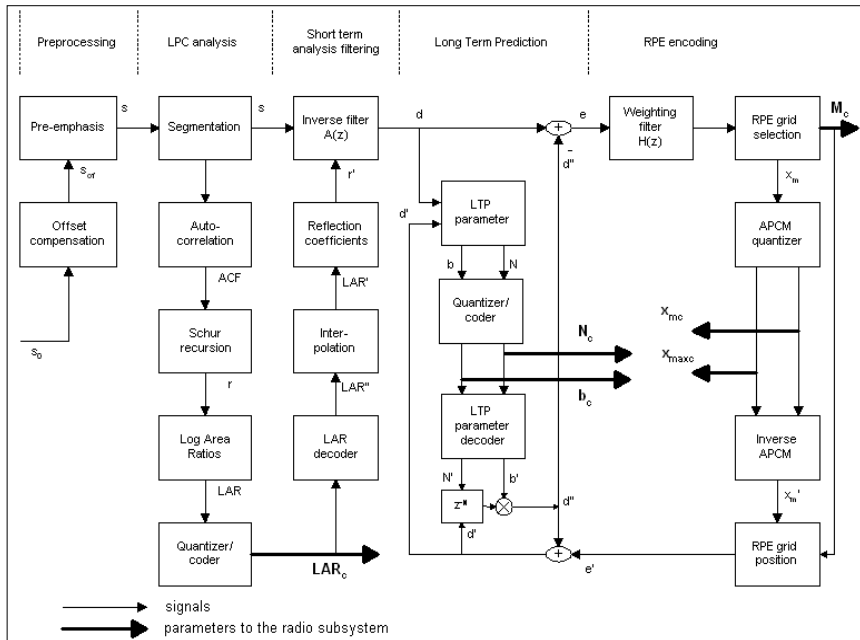 Preprocessing
LPC analysis
Short term
analysis filtering
Long Term Prediction
RPE encoding
Pre-emphasis
s
Segmentation
s
Inverse filter
A(z)
d
+
-
e
Weighting
filter
H(z)
RPE grid
selection
Mc
sof
r'
d''
xm
Offset
compensation
Auto-
correlation
Reflection
coefficients
d'
LTP
parameter
APCM
quantizer
ACF
LAR'
b
N
Quantizer/
coder
so
Schur
recursion
Inter-
polation
Nc
xmc
r
LAR''
bc
xmaxc
Log Area
Ratios
LAR
decoder
LTP
parameter
decoder
Inverse
APCM
LAR
N'
b'
xm'
z-N
d''
Quantizer/
coder
LARc
d'
+
e'
RPE grid
position
signals
parameters to the radio subsystem